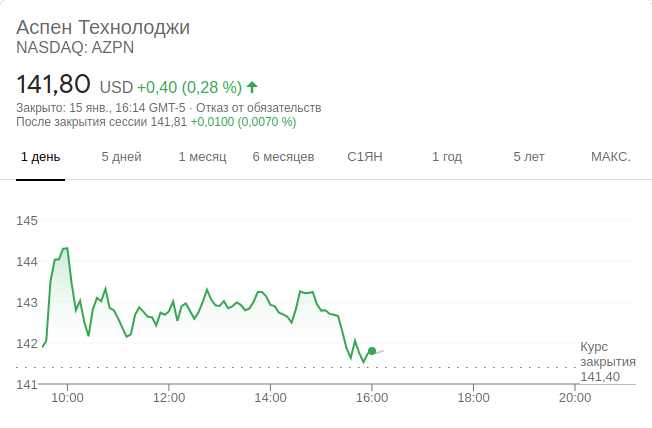 Аспен Технолоджи
NASDAQ: AZPN
141,80 USD +0,40 (0,28 %)
Закрыто: 15 янв., 16:14 GMT-5 · Отказ от обязательств
После закрытия сессии 141,81 +0,0100 (0,0070 %)
1 день 5 дней 1 месяц 6 месяцев С1ЯН 1 год 5 лет МАКС.
145
144
143
142
Курс
закрытия
141,40
141
10:00 12:00 14:00 16:00 18:00 20:00